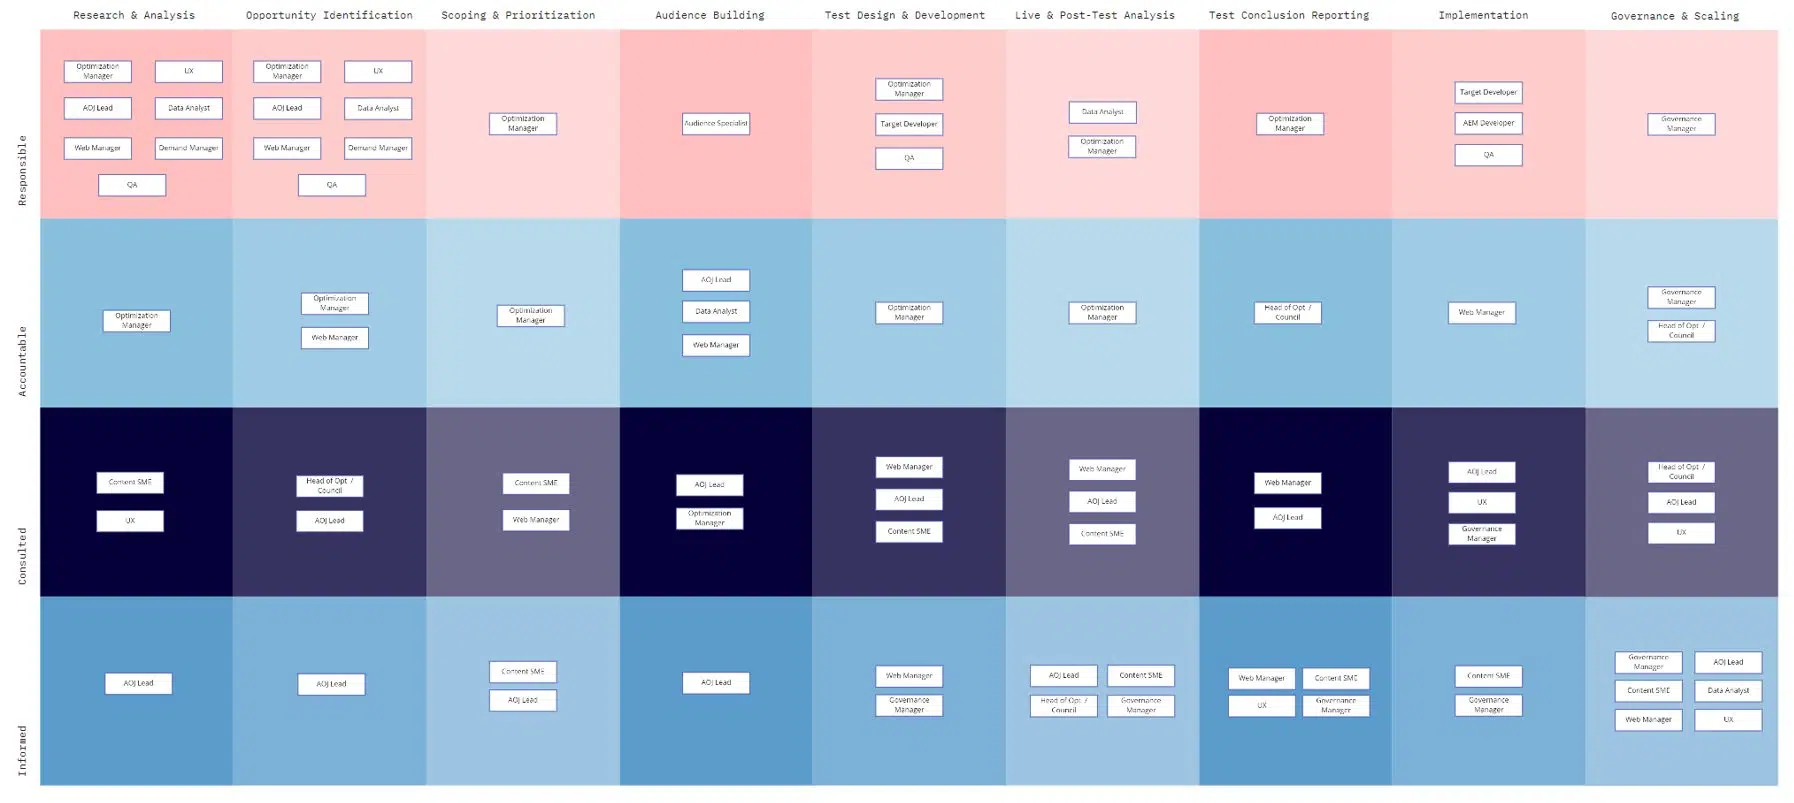 Research & Analysis
Opportunity Identification
Scoping & Prioritization
Audience Building
Test Design & Development
Live & Post-Test Analysis
Test Conclusion Reporting
Implementation
Governance & Scaling
Responsible
Optimization
Manager
UX
AOJ Lead
Data Analyst
Web Manager
Demand Manager
QA
Optimization
Manager
UX
AOJ Lead
Data Analyst
Web Manager
Demand Manager
QA
Optimization
Manager
Audience Specialist
Optimization
Manager
Target Developer
QA
Data Analyst
Optimization
Manager
Optimization
Manager
Target Developer
AEM Developer
QA
Governance
Manager
Accountable
Optimization
Manager
Optimization
Manager
Web Manager
Optimization
Manager
AOJ Lead
Data Analyst
Web Manager
Optimization
Manager
Optimization
Manager
Head of Opt /
Council
Web Manager
Governance
Manager
Head of Opt /
Council
Consulted
Content SME
UX
Head of Opt /
Council
AOJ Lead
Content SME
Web Manager
AOJ Lead
Optimization
Manager
Web Manager
AOJ Lead
Content SME
Web Manager
AOJ Lead
Content SME
Web Manager
AOJ Lead
AOJ Lead
UX
Governance
Manager
Head of Opt /
Council
AOJ Lead
UX
Informed
AOJ Lead
AOJ Lead
Content SME
AOJ Lead
AOJ Lead
Web Manager
Governance
Manager
AOJ Lead
Content SME
Head of Opt /
Council
Governance
Manager
Web Manager
Content SME
UX
Governance
Manager
Content SME
Governance
Manager
Governance
Manager
AOJ Lead
Content SME
Data Analyst
Web Manager
UX